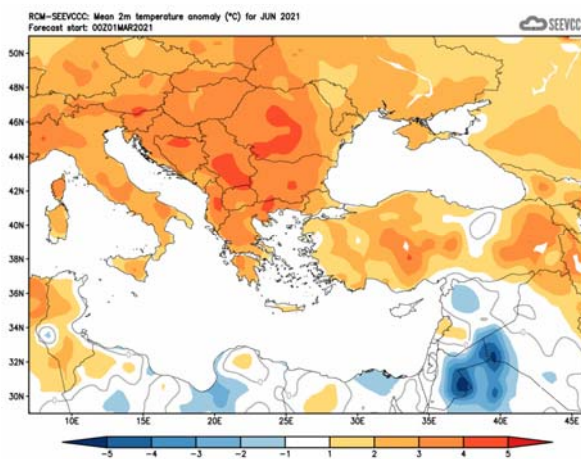 RCM-SEEVCCC: Mean 2m temperature anomaly (°C) for JUN 2021
Forecast start: 00Z01MAR2021
SEEVCCC
50N
48N
46N
44N
42N
40N
38N
36N
34N
32N
30N
10E 15E 20E 25E 30E 35E 40E 45E
-5 -4 -3 -2 -1 1 2 3 4 5